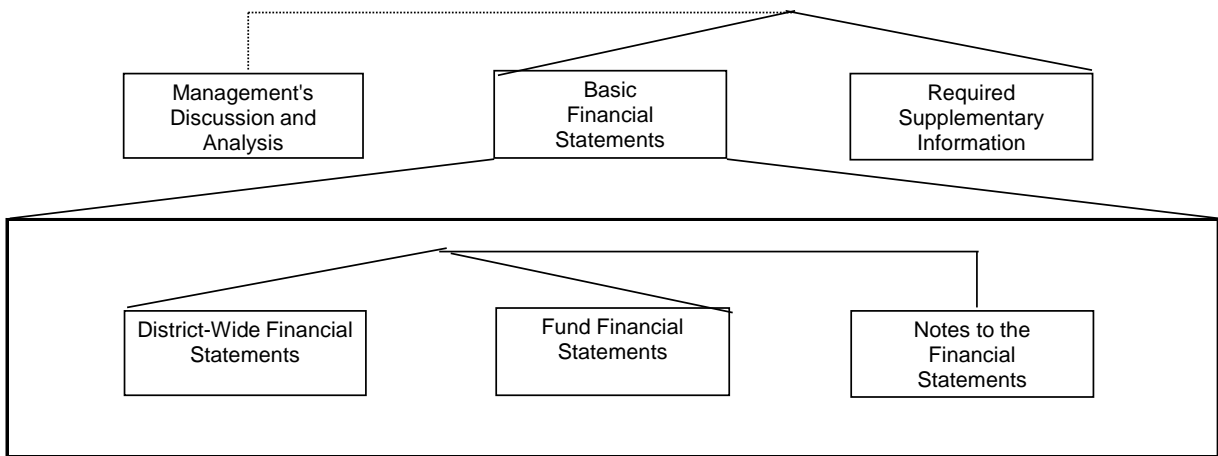 Management's
Discussion and
Analysis
Basic
Financial
Statements
Required
Supplementary
Information
District-Wide Financial
Statements
Fund Financial
Statements
Notes to the
Financial
Statements